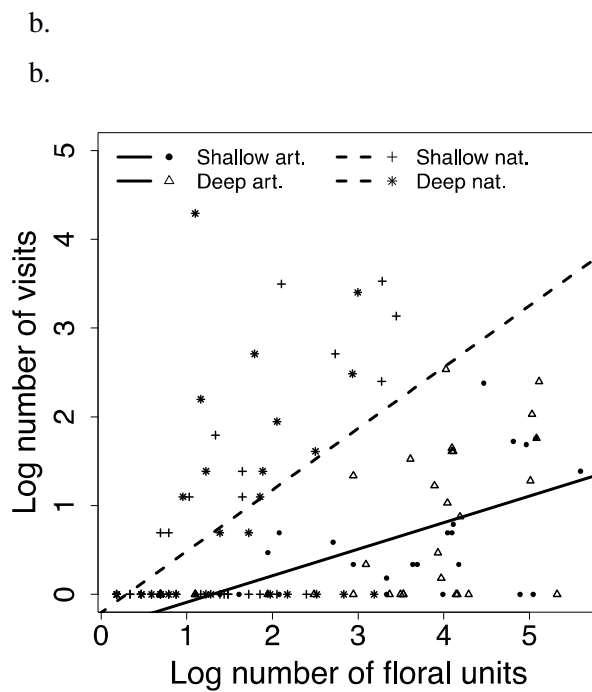 b.
b.
Shallow art. Shallow nat.
Deep art. Deep nat.
5
4
3
2
1
0
Log number of visits
0 1 2 3 4 5
Log number of floral units